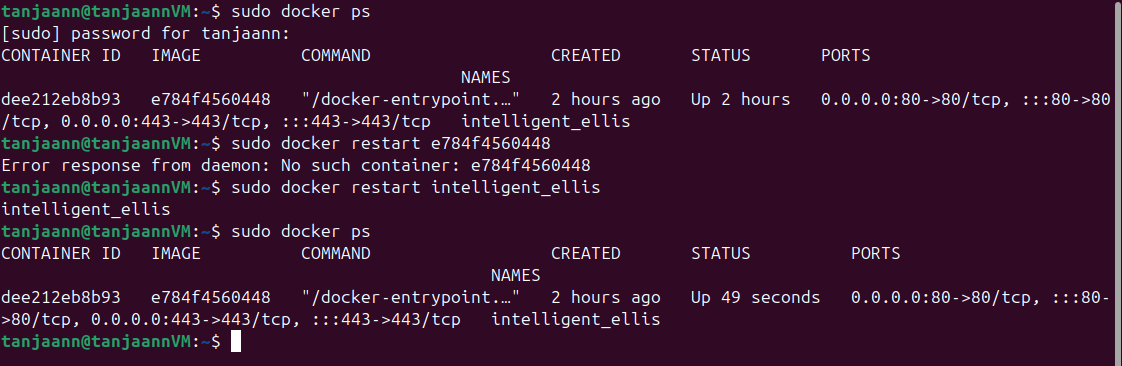 tanjaann@tanjaannVM:~$ sudo docker ps
[sudo] password for tanjaann:
CONTAINER ID   IMAGE          COMMAND                  CREATED       STATUS       PORTS
                                              NAMES
dee212eb8b93   e784f4560448   "/docker-entrypoint.…"   2 hours ago   Up 2 hours   0.0.0.0:80->80/tcp, :::80->80
/tcp, 0.0.0.0:443->443/tcp, :::443->443/tcp   intelligent_ellis
tanjaann@tanjaannVM:~$ sudo docker restart e784f4560448
Error response from daemon: No such container: e784f4560448
tanjaann@tanjaannVM:~$ sudo docker restart intelligent_ellis
intelligent_ellis
tanjaann@tanjaannVM:~$ sudo docker ps
CONTAINER ID   IMAGE          COMMAND                  CREATED       STATUS          PORTS
                                                 NAMES
dee212eb8b93   e784f4560448   "/docker-entrypoint.…"   2 hours ago   Up 49 seconds   0.0.0.0:80->80/tcp, :::80-
>80/tcp, 0.0.0.0:443->443/tcp, :::443->443/tcp   intelligent_ellis
tanjaann@tanjaannVM:~$